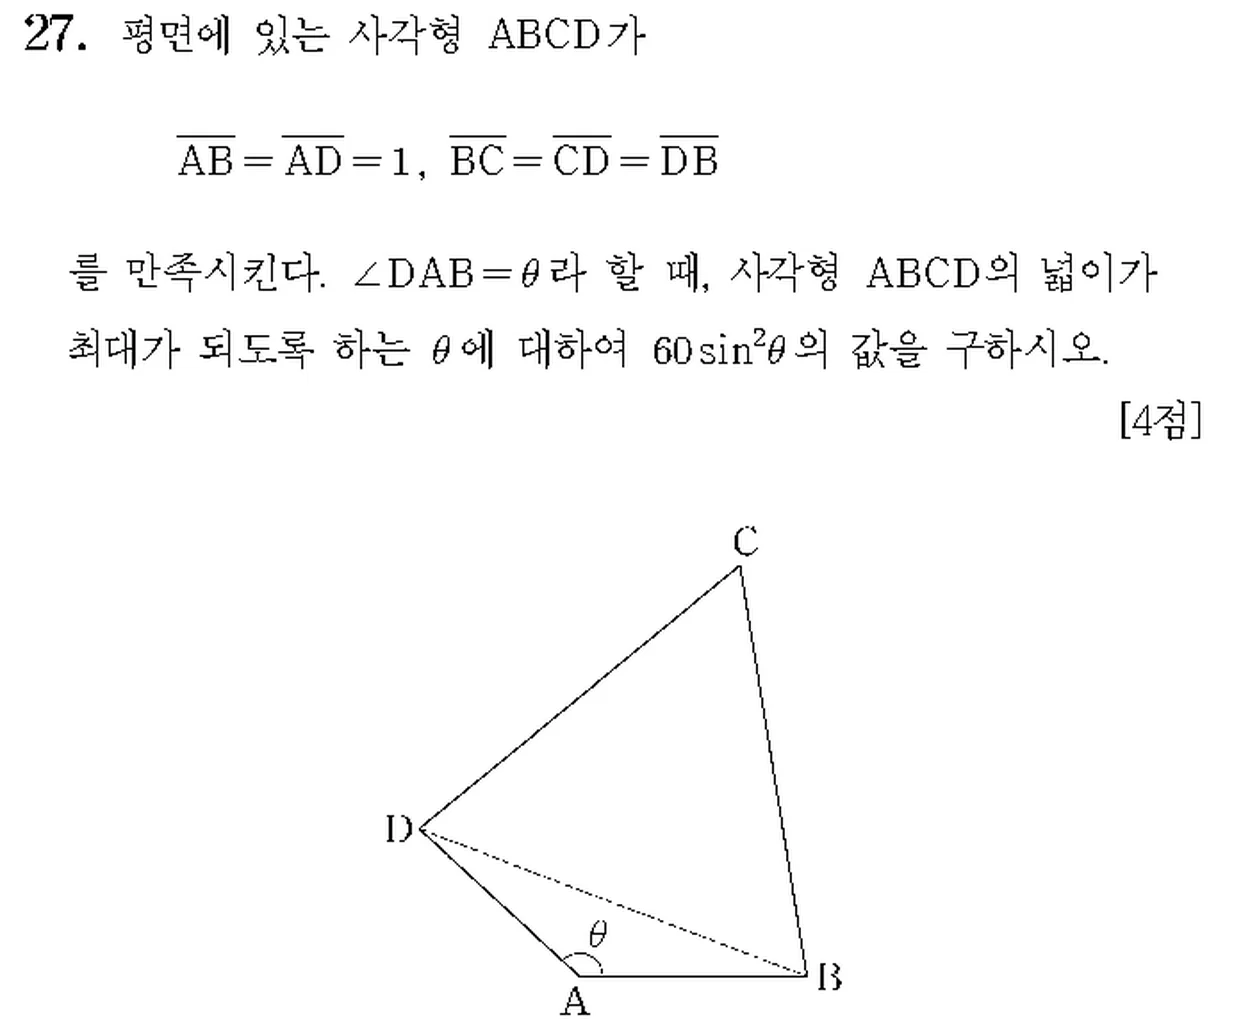 27. 평면에 있는 사각형 ABCD가
AB=AD=1, BC=CD=DB
를 만족시킨다. ∠DAB=θ라 할 때, 사각형 ABCD의 넓이가
최대가 되도록 하는 θ에 대하여 60sin²θ의 값을 구하시오.
[4점]
C
D
θ
B
A